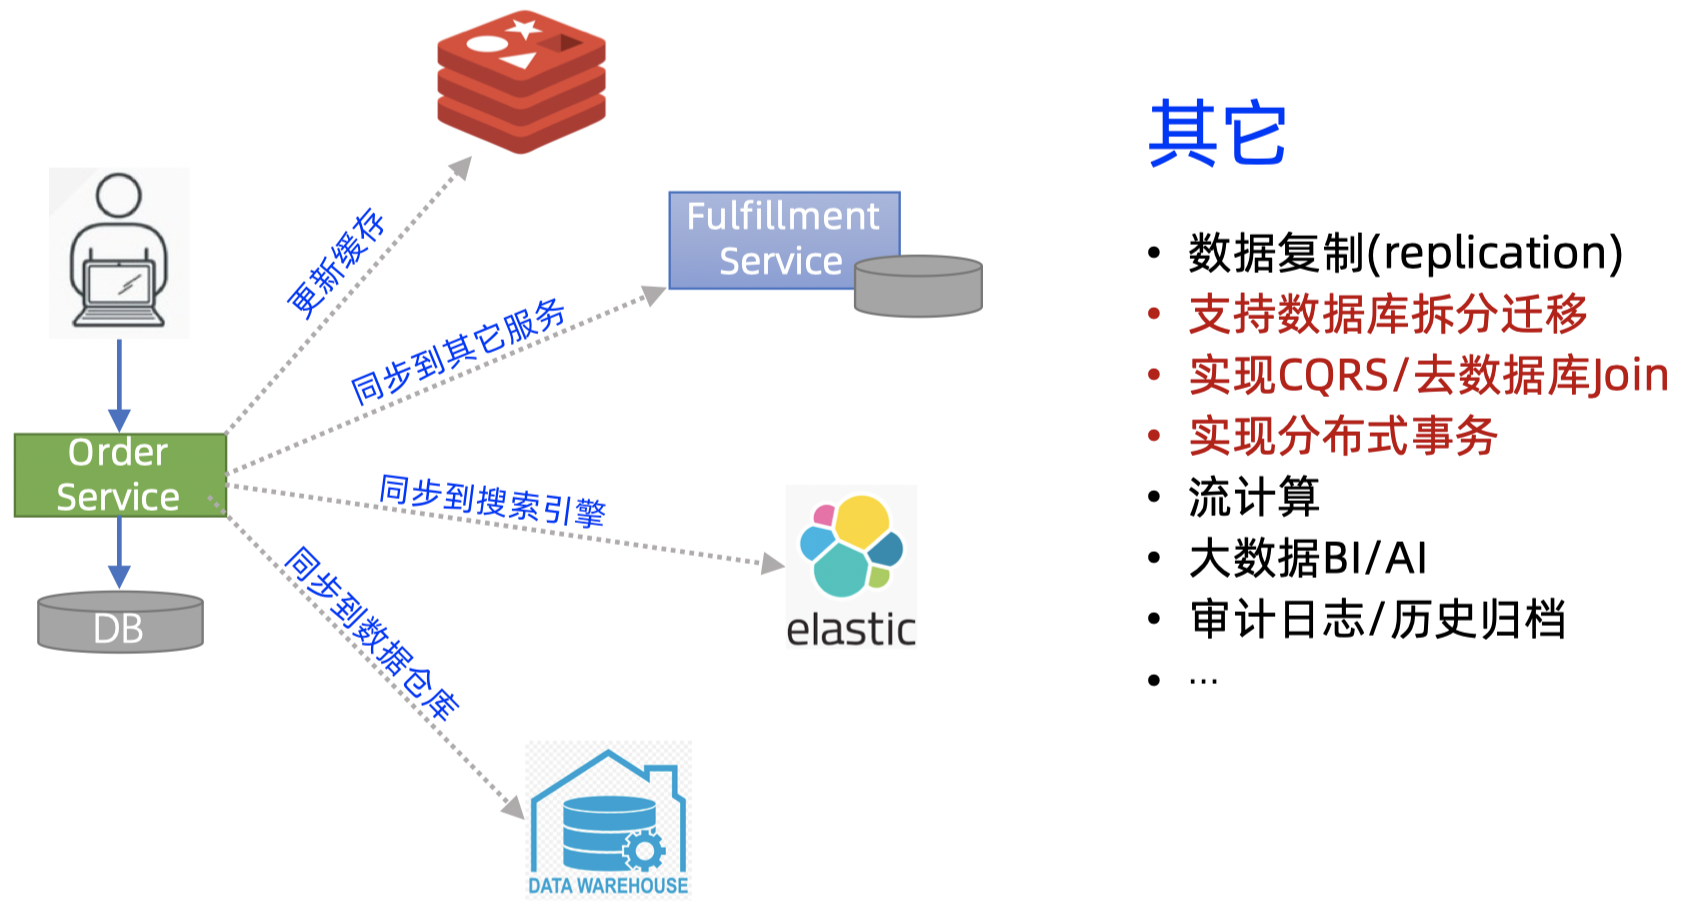 更新缓存
Fulfillment
Service
同步到其它服务
Order
Service
同步到搜索引擎
DB
elastic
同步到数据仓库
DATA WAREHOUSE
其它
• 数据复制(replication)
• 支持数据库拆分迁移
• 实现CQRS/去数据库Join
• 实现分布式事务
• 流计算
• 大数据BI/AI
• 审计日志/历史归档
• …